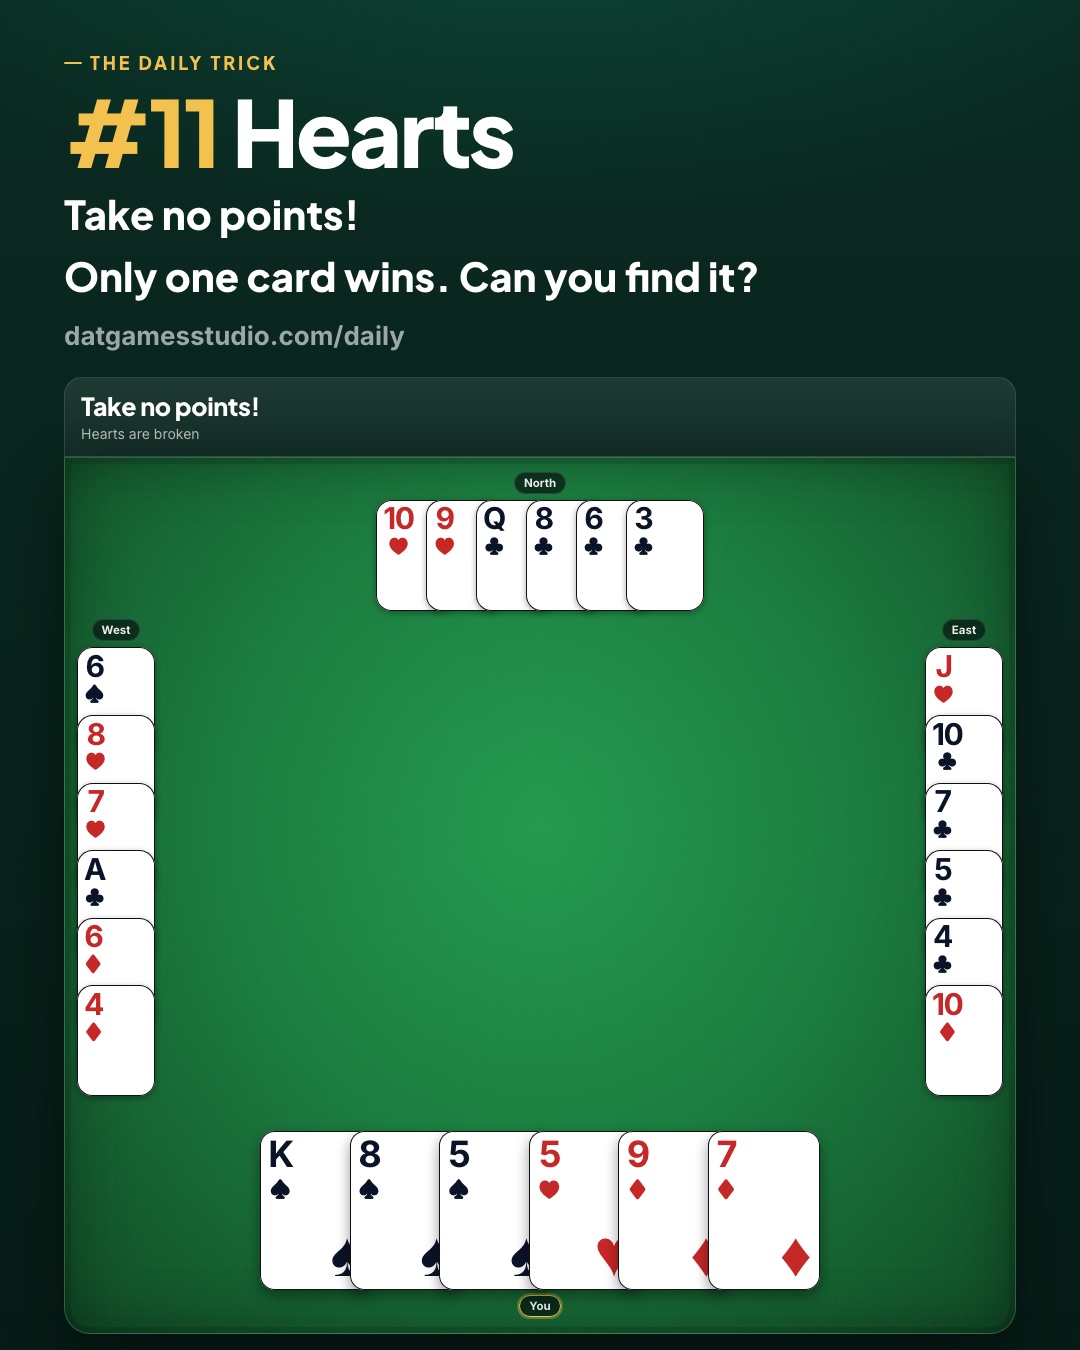 — THE DAILY TRICK
#11 Hearts
Take no points!
Only one card wins. Can you find it?
datgamesstudio.com/daily
Take no points!
Hearts are broken
North
10 9 Q 8 6 3
West
6
8
7
A
6
4
East
J
10
7
5
4
10
K 8 5 5 9 7
You